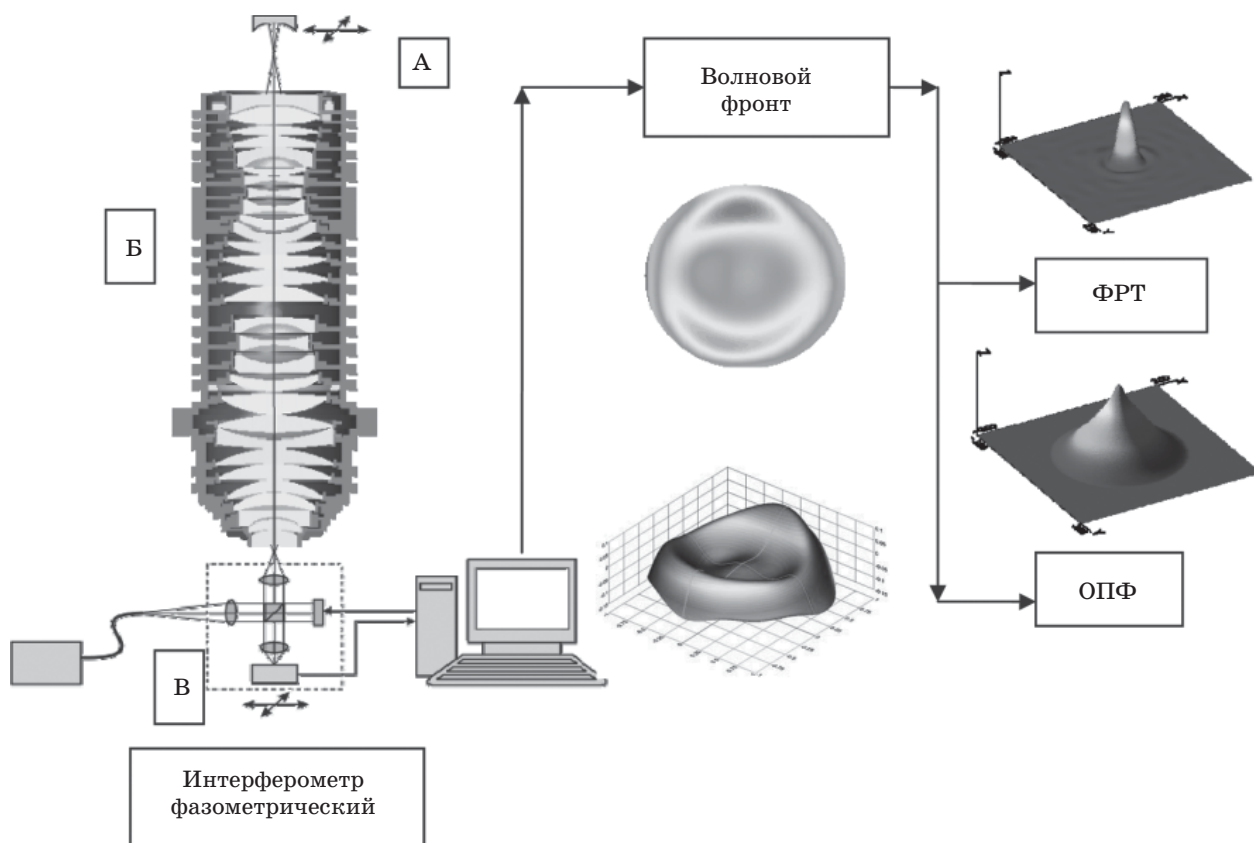 А
Волновой
фронт
Б
ФРТ
ОПФ
В
Интерферометр
фазометрический